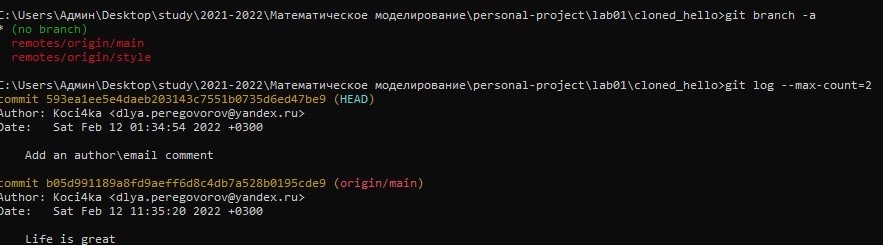 C:\Users\Админ\Desktop\study\2021-2022\Математическое моделирование\personal-project\lab01\cloned_hello>git branch -a
* (no branch)
remotes/origin/main
remotes/origin/style
C:\Users\Админ\Desktop\study\2021-2022\Математическое моделирование\personal-project\lab01\cloned_hello>git log --max-count=2
commit 593ea1ee5e4daeb203143c7551b0735d6ed47be9 (HEAD)
Author: Koci4ka <dlya.peregovorov@yandex.ru>
Date:   Sat Feb 12 01:34:54 2022 +0300
Add an author\email comment
commit b05d991189a8fd9aeff6d8c4db7a528b0195cde9 (origin/main)
Author: Koci4ka <dlya.peregovorov@yandex.ru>
Date:   Sat Feb 12 11:35:20 2022 +0300
Life is great